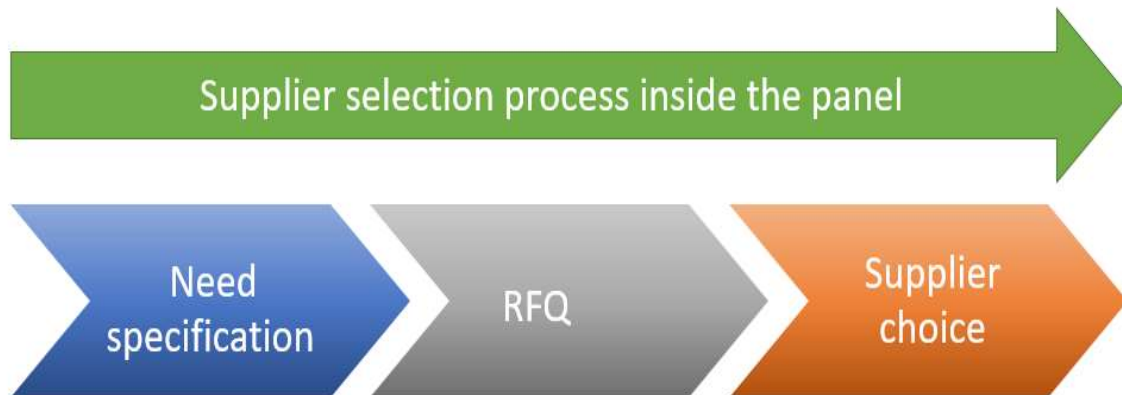 Supplier selection process inside the panel
Need
specification
RFQ
Supplier
choice